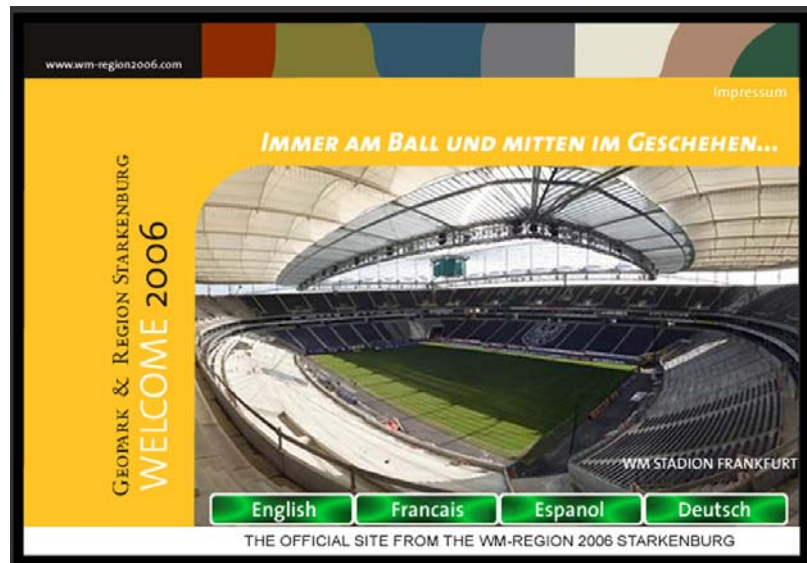 www.wm-region2006.com
Impressum
IMMER AM BALL UND MITTEN IM GESCHEHEN...
GEOPARK & REGION STARKENBURG
WELCOME 2006
WM STADION FRANKFURT
English
Francais
Espanol
Deutsch
THE OFFICIAL SITE FROM THE WM-REGION 2006 STARKENBURG